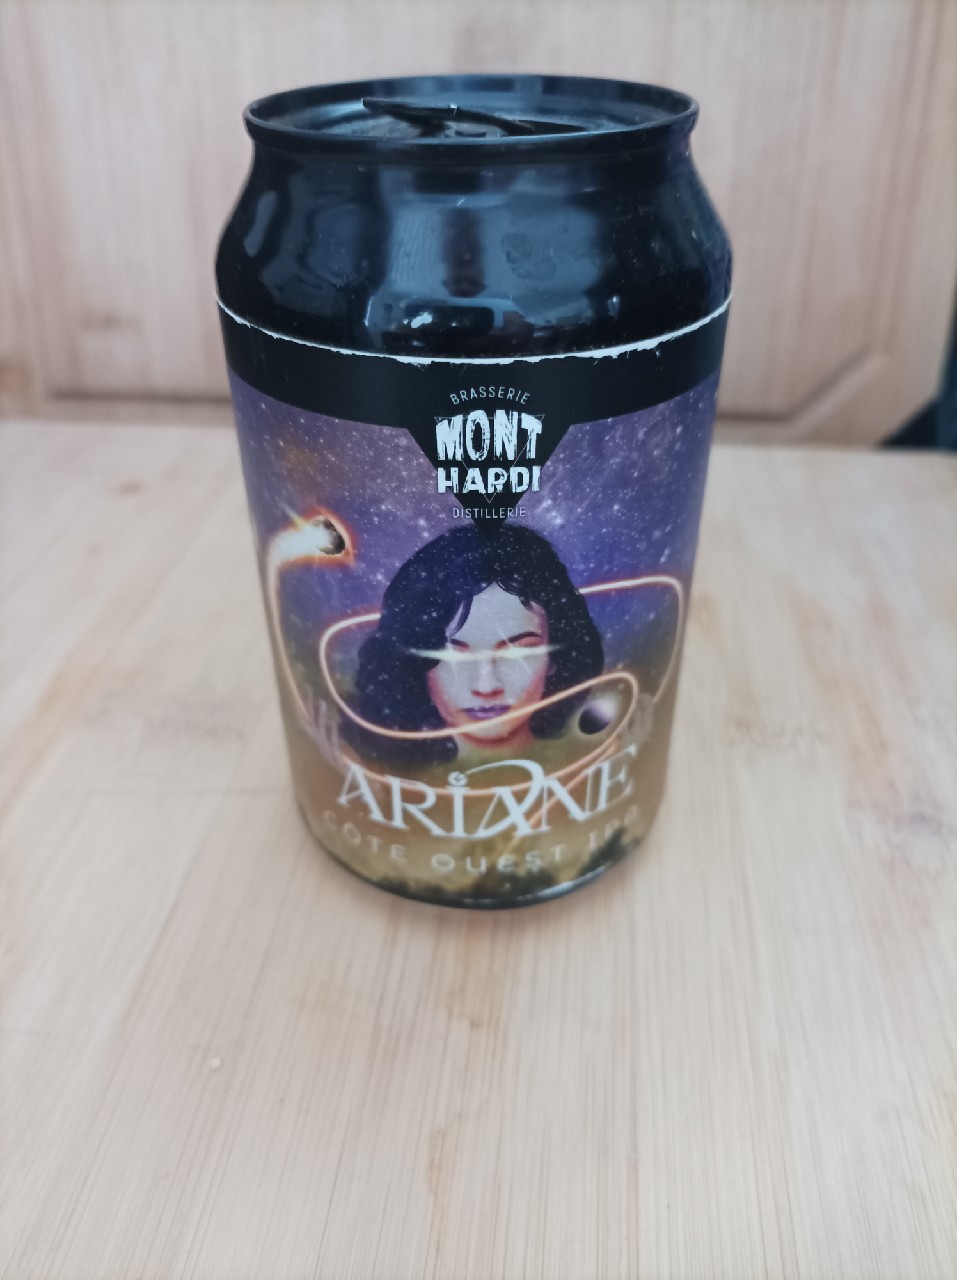 BRASSERIE
MONT
HARDI
DISTILLERIE
ARIANE
CÔTE OUEST IPA